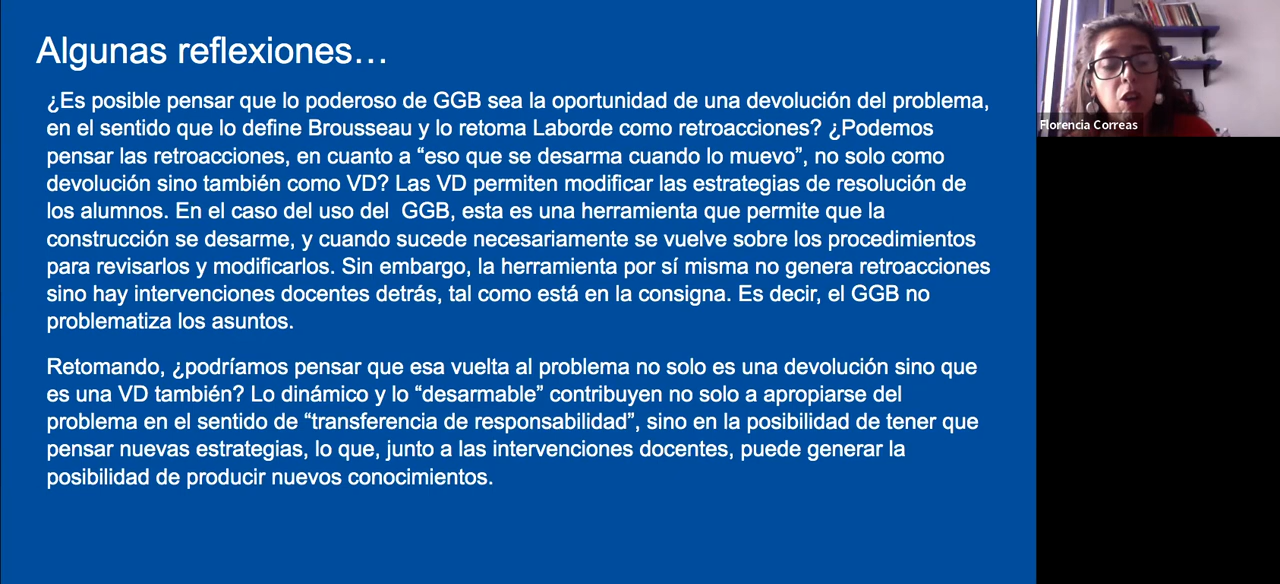 Algunas reflexiones...
¿Es posible pensar que lo poderoso de GGB sea la oportunidad de una devolución del problema,
en el sentido que lo define Brousseau y lo retoma Laborde como retroacciones? ¿Podemos
pensar las retroacciones, en cuanto a “eso que se desarma cuando lo muevo”, no solo como
devolución sino también como VD? Las VD permiten modificar las estrategias de resolución de
los alumnos. En el caso del uso del  GGB, esta es una herramienta que permite que la
construcción se desarme, y cuando sucede necesariamente se vuelve sobre los procedimientos
para revisarlos y modificarlos. Sin embargo, la herramienta por sí misma no genera retroacciones
sino hay intervenciones docentes detrás, tal como está en la consigna. Es decir, el GGB no
problematiza los asuntos.
Retomando, ¿podríamos pensar que esa vuelta al problema no solo es una devolución sino que
es una VD también? Lo dinámico y lo “desarmable” contribuyen no solo a apropiarse del
problema en el sentido de “transferencia de responsabilidad”, sino en la posibilidad de tener que
pensar nuevas estrategias, lo que, junto a las intervenciones docentes, puede generar la
posibilidad de producir nuevos conocimientos.
Florencia Correas